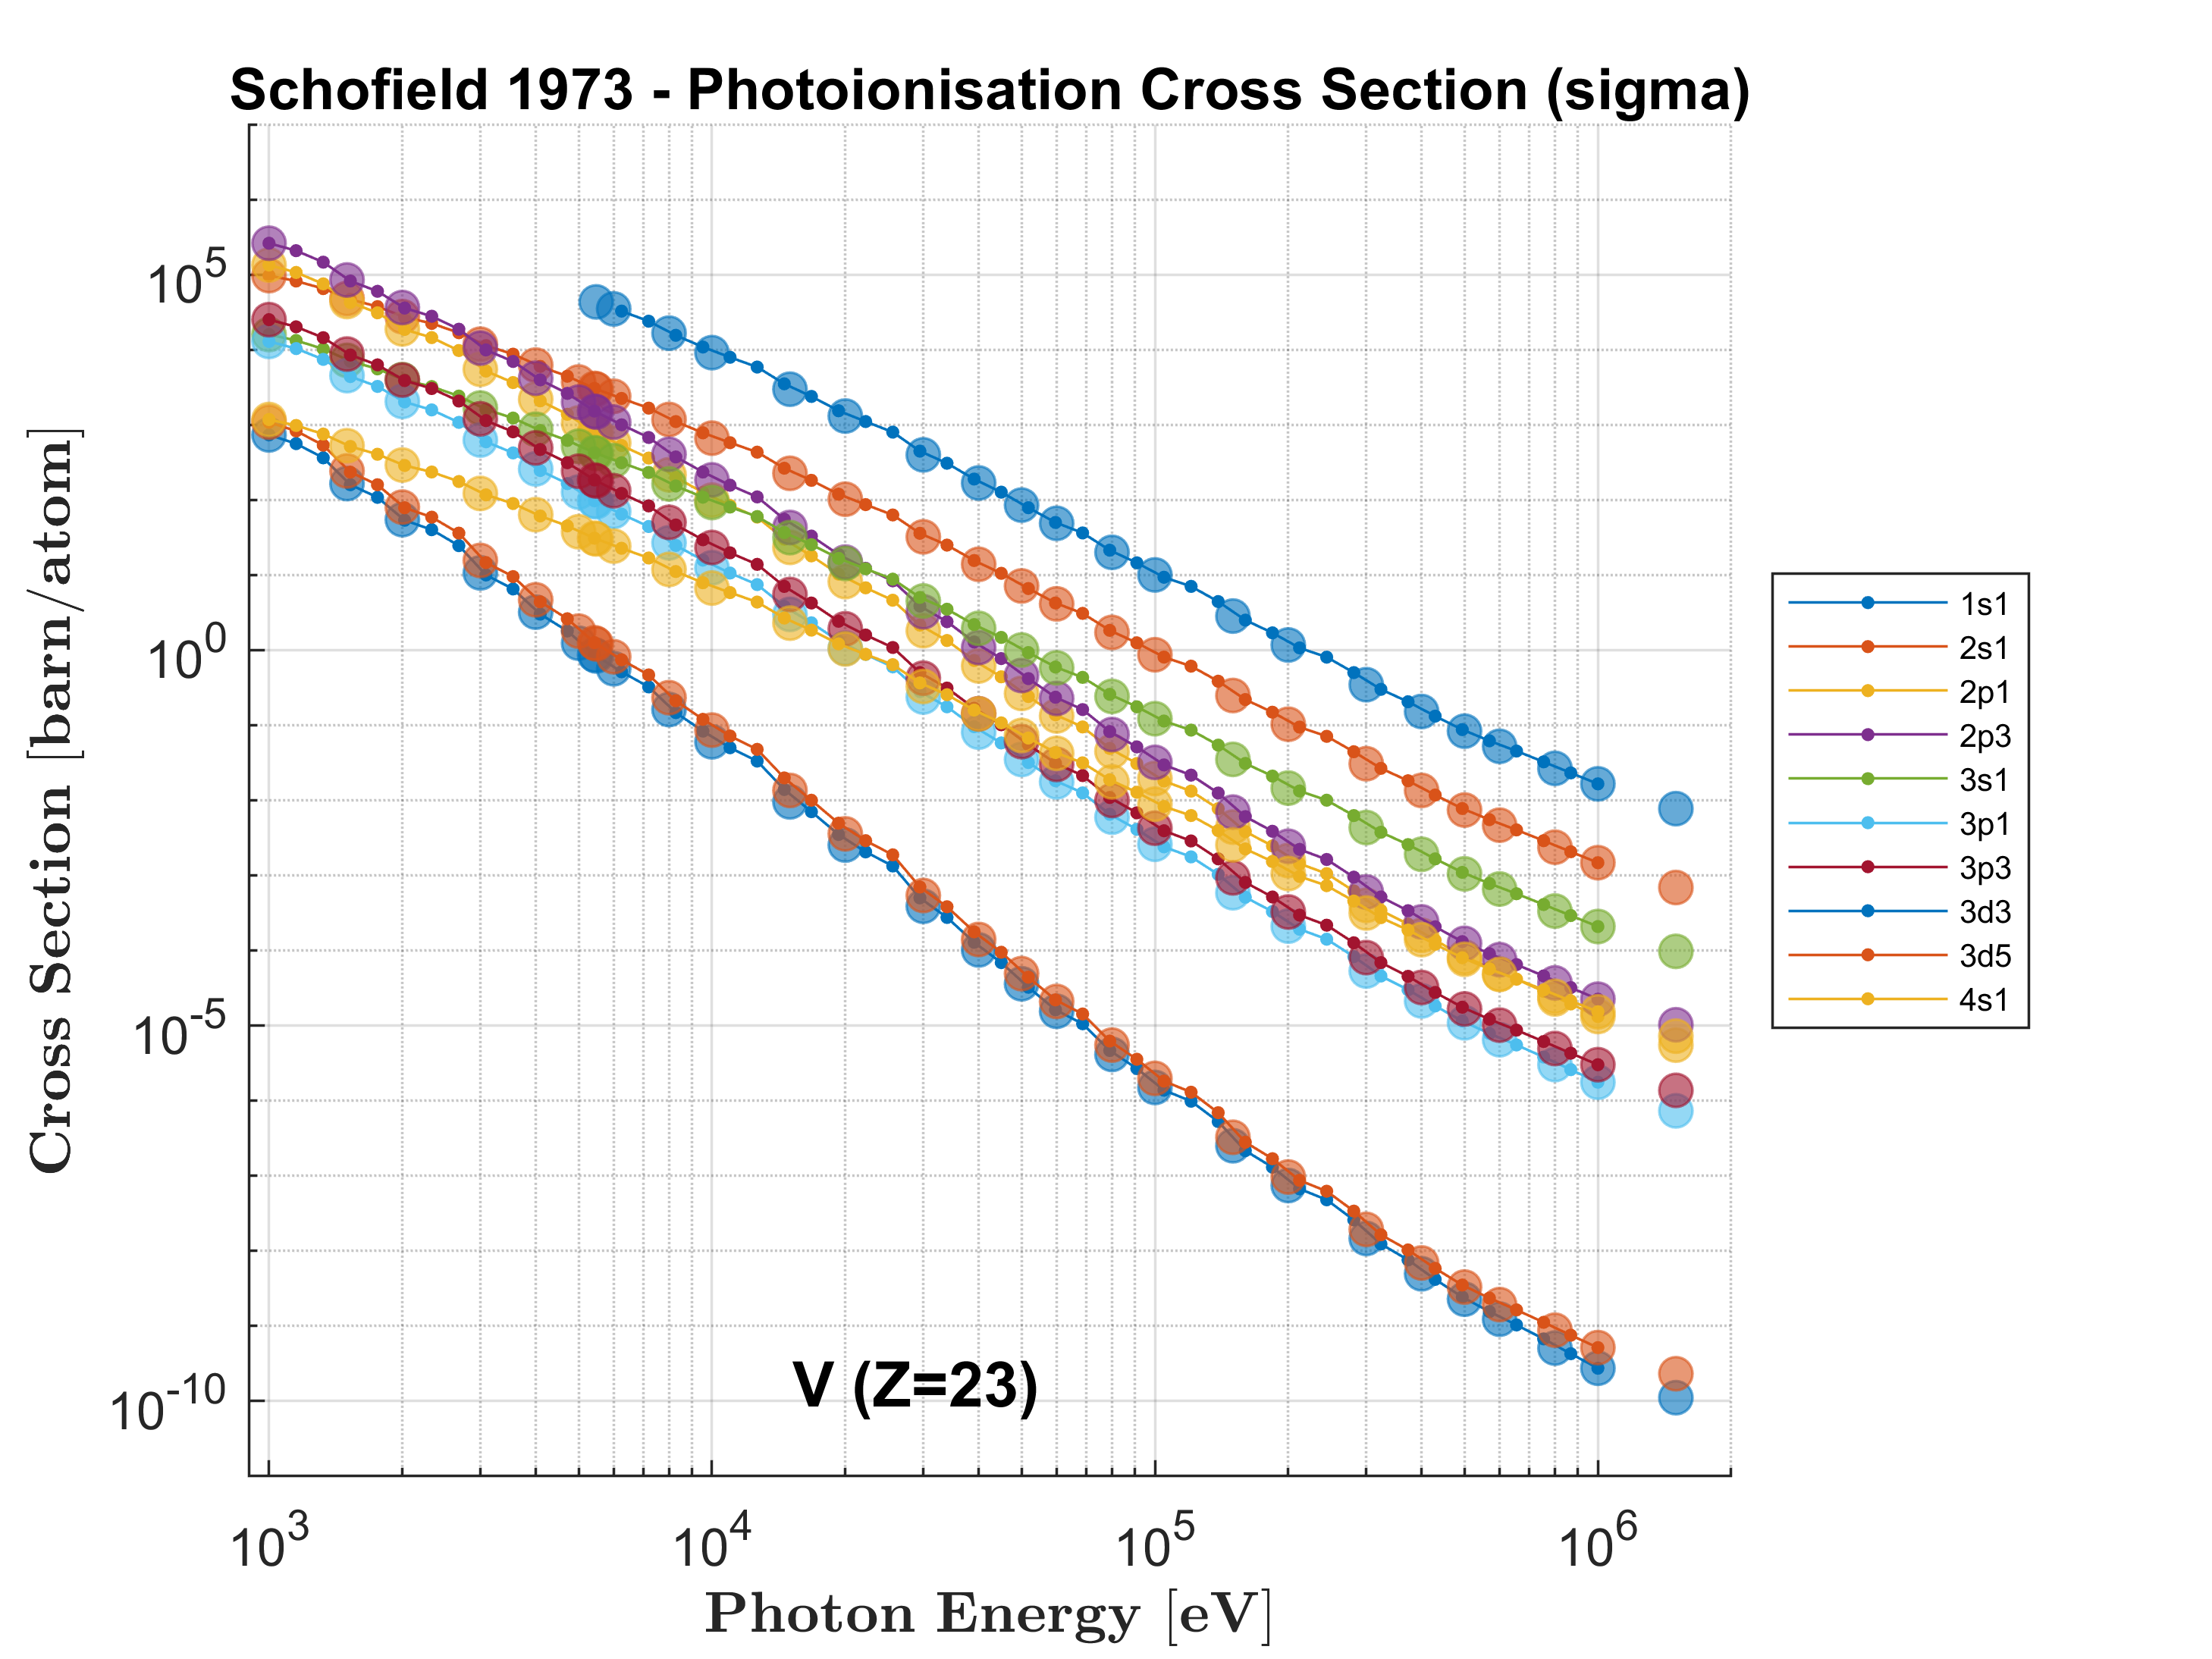 Schofield 1973 - Photoionisation Cross Section (sigma)
Cross Section [barn/atom]
10^5
10^0
10^-5
10^-10
V (Z=23)
10^3 10^4 10^5 10^6
Photon Energy [eV]
1s1
2s1
2p1
2p3
3s1
3p1
3p3
3d3
3d5
4s1